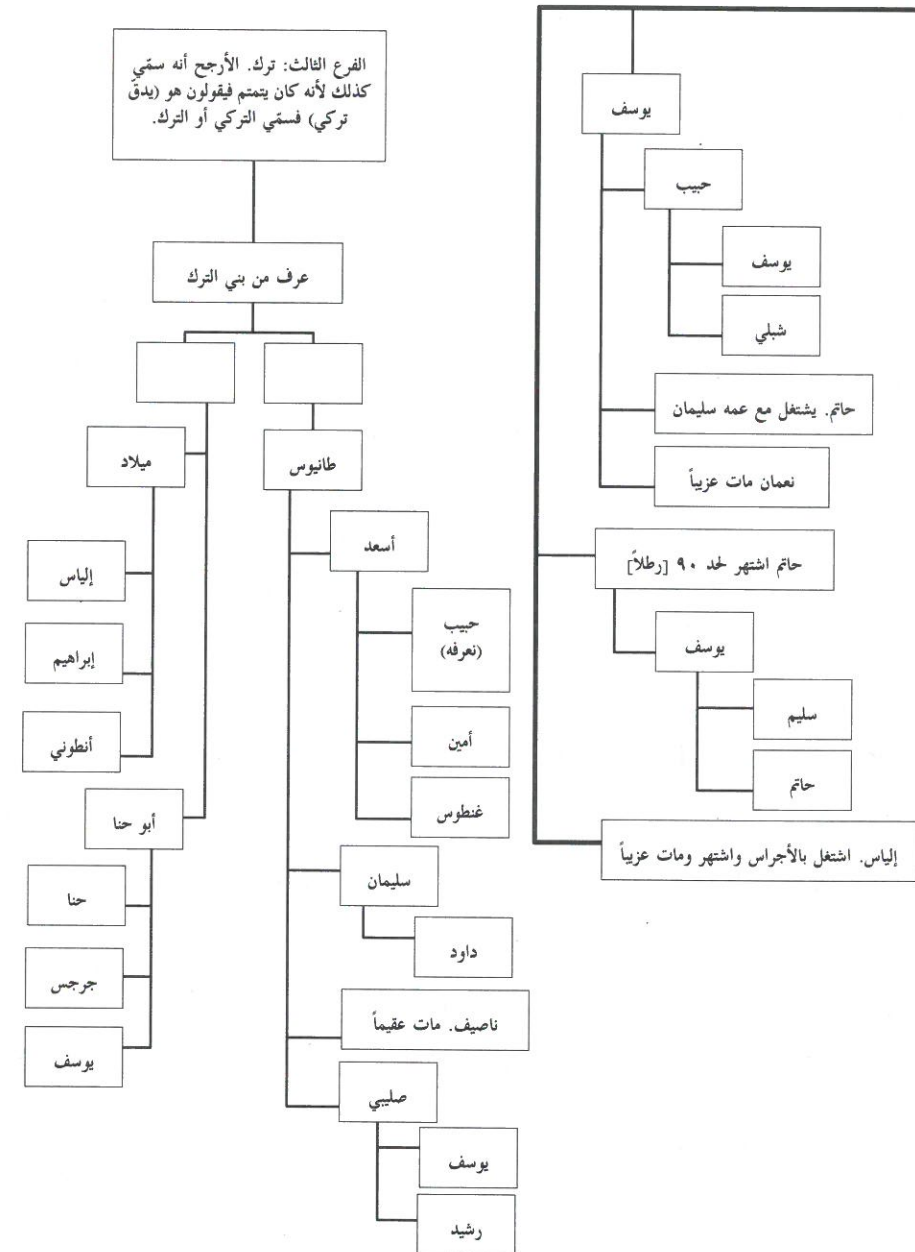 يوسف
حبيب
يوسف
شبلي
حاتم. يشتغل مع عمه سليمان
نعمان مات عزيباً
حاتم اشتهر لحد ٩٠ [رطلاً]
يوسف
سليم
حاتم
إلياس. اشتغل بالأجراس واشتهر ومات عزيباً
الفرع الثالث: ترك. الأرجح أنه سمّي
كذلك لأنه كان يتمتم فيقولون هو (يدقّ
تركي) فسمّي التركي أو الترك.
عرف من بني الترك
طانيوس
أسعد
حبيب
(نعرفه)
أمين
غنطوس
سليمان
داود
ناصيف. مات عقيماً
صليبي
يوسف
رشيد
ميلاد
إلياس
إبراهيم
أنطوني
أبو حنا
حنا
جرجس
يوسف